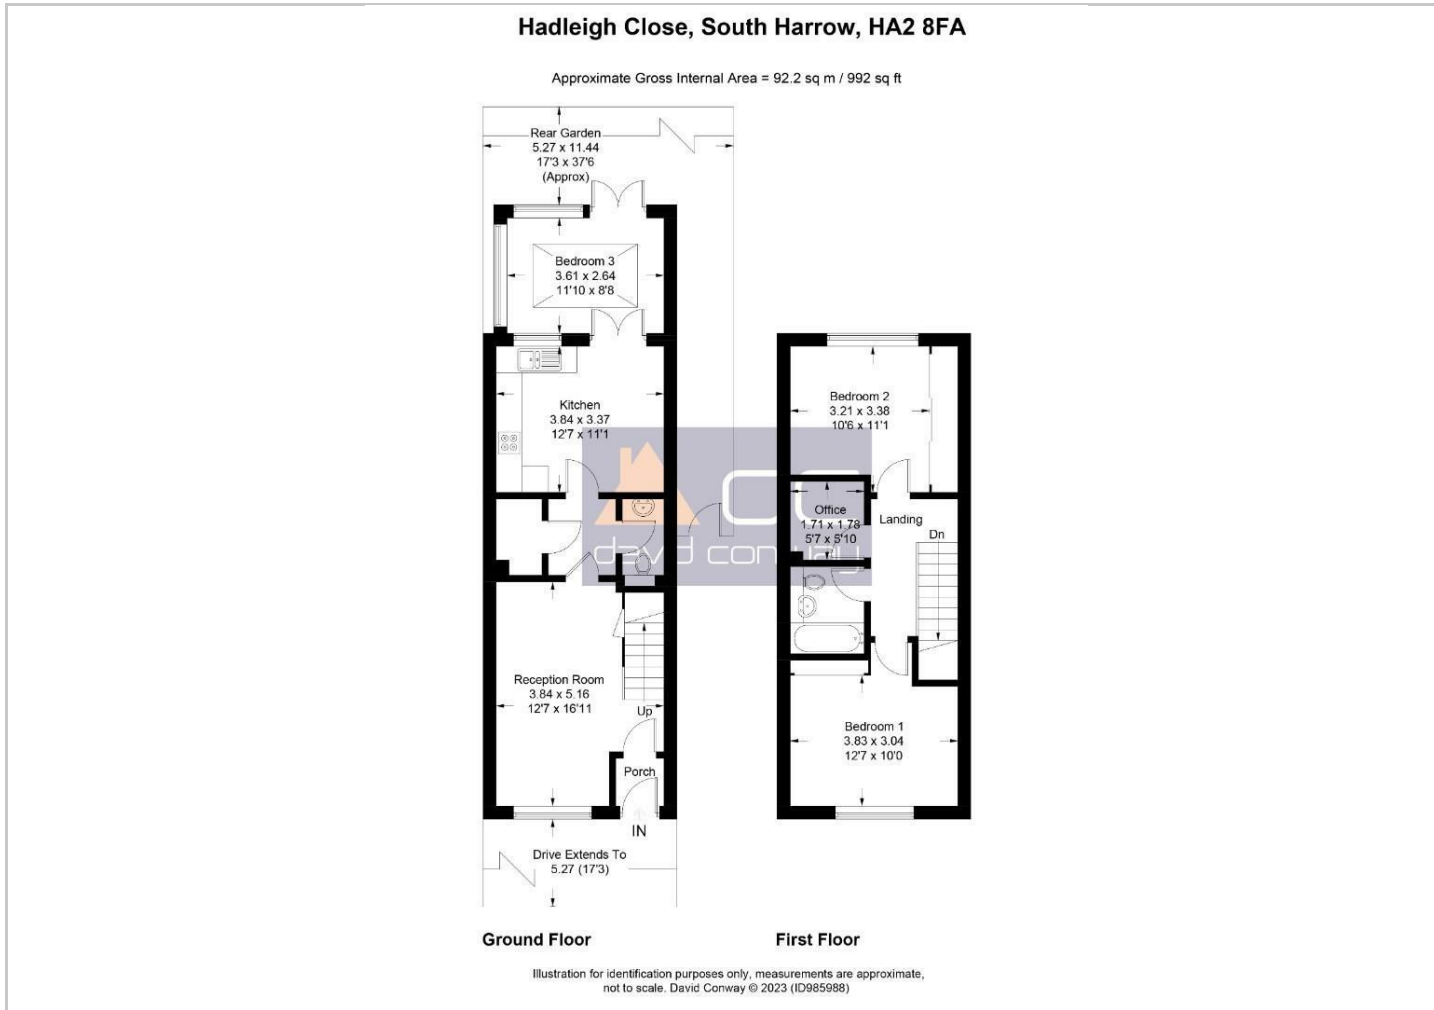 Hadleigh Close, South Harrow, HA2 8FA
Approximate Gross Internal Area = 92.2 sq m / 992 sq ft
Rear Garden
5.27 x 11.44
17'3 x 37'6
(Approx)
Bedroom 3
3.61 x 2.64
11'10 x 8'8
Kitchen
3.84 x 3.37
12'7 x 11'1
Reception Room
3.84 x 5.16
12'7 x 16'11
Up
Porch
IN
Drive Extends To
5.27 (17'3)
Bedroom 2
3.21 x 3.38
10'6 x 11'1
Office
1.71 x 1.78
5'7 x 5'10
Landing
Dn
Bedroom 1
3.83 x 3.04
12'7 x 10'0
david conway
Ground Floor
First Floor
Illustration for identification purposes only, measurements are approximate,
not to scale. David Conway © 2023 (ID985988)